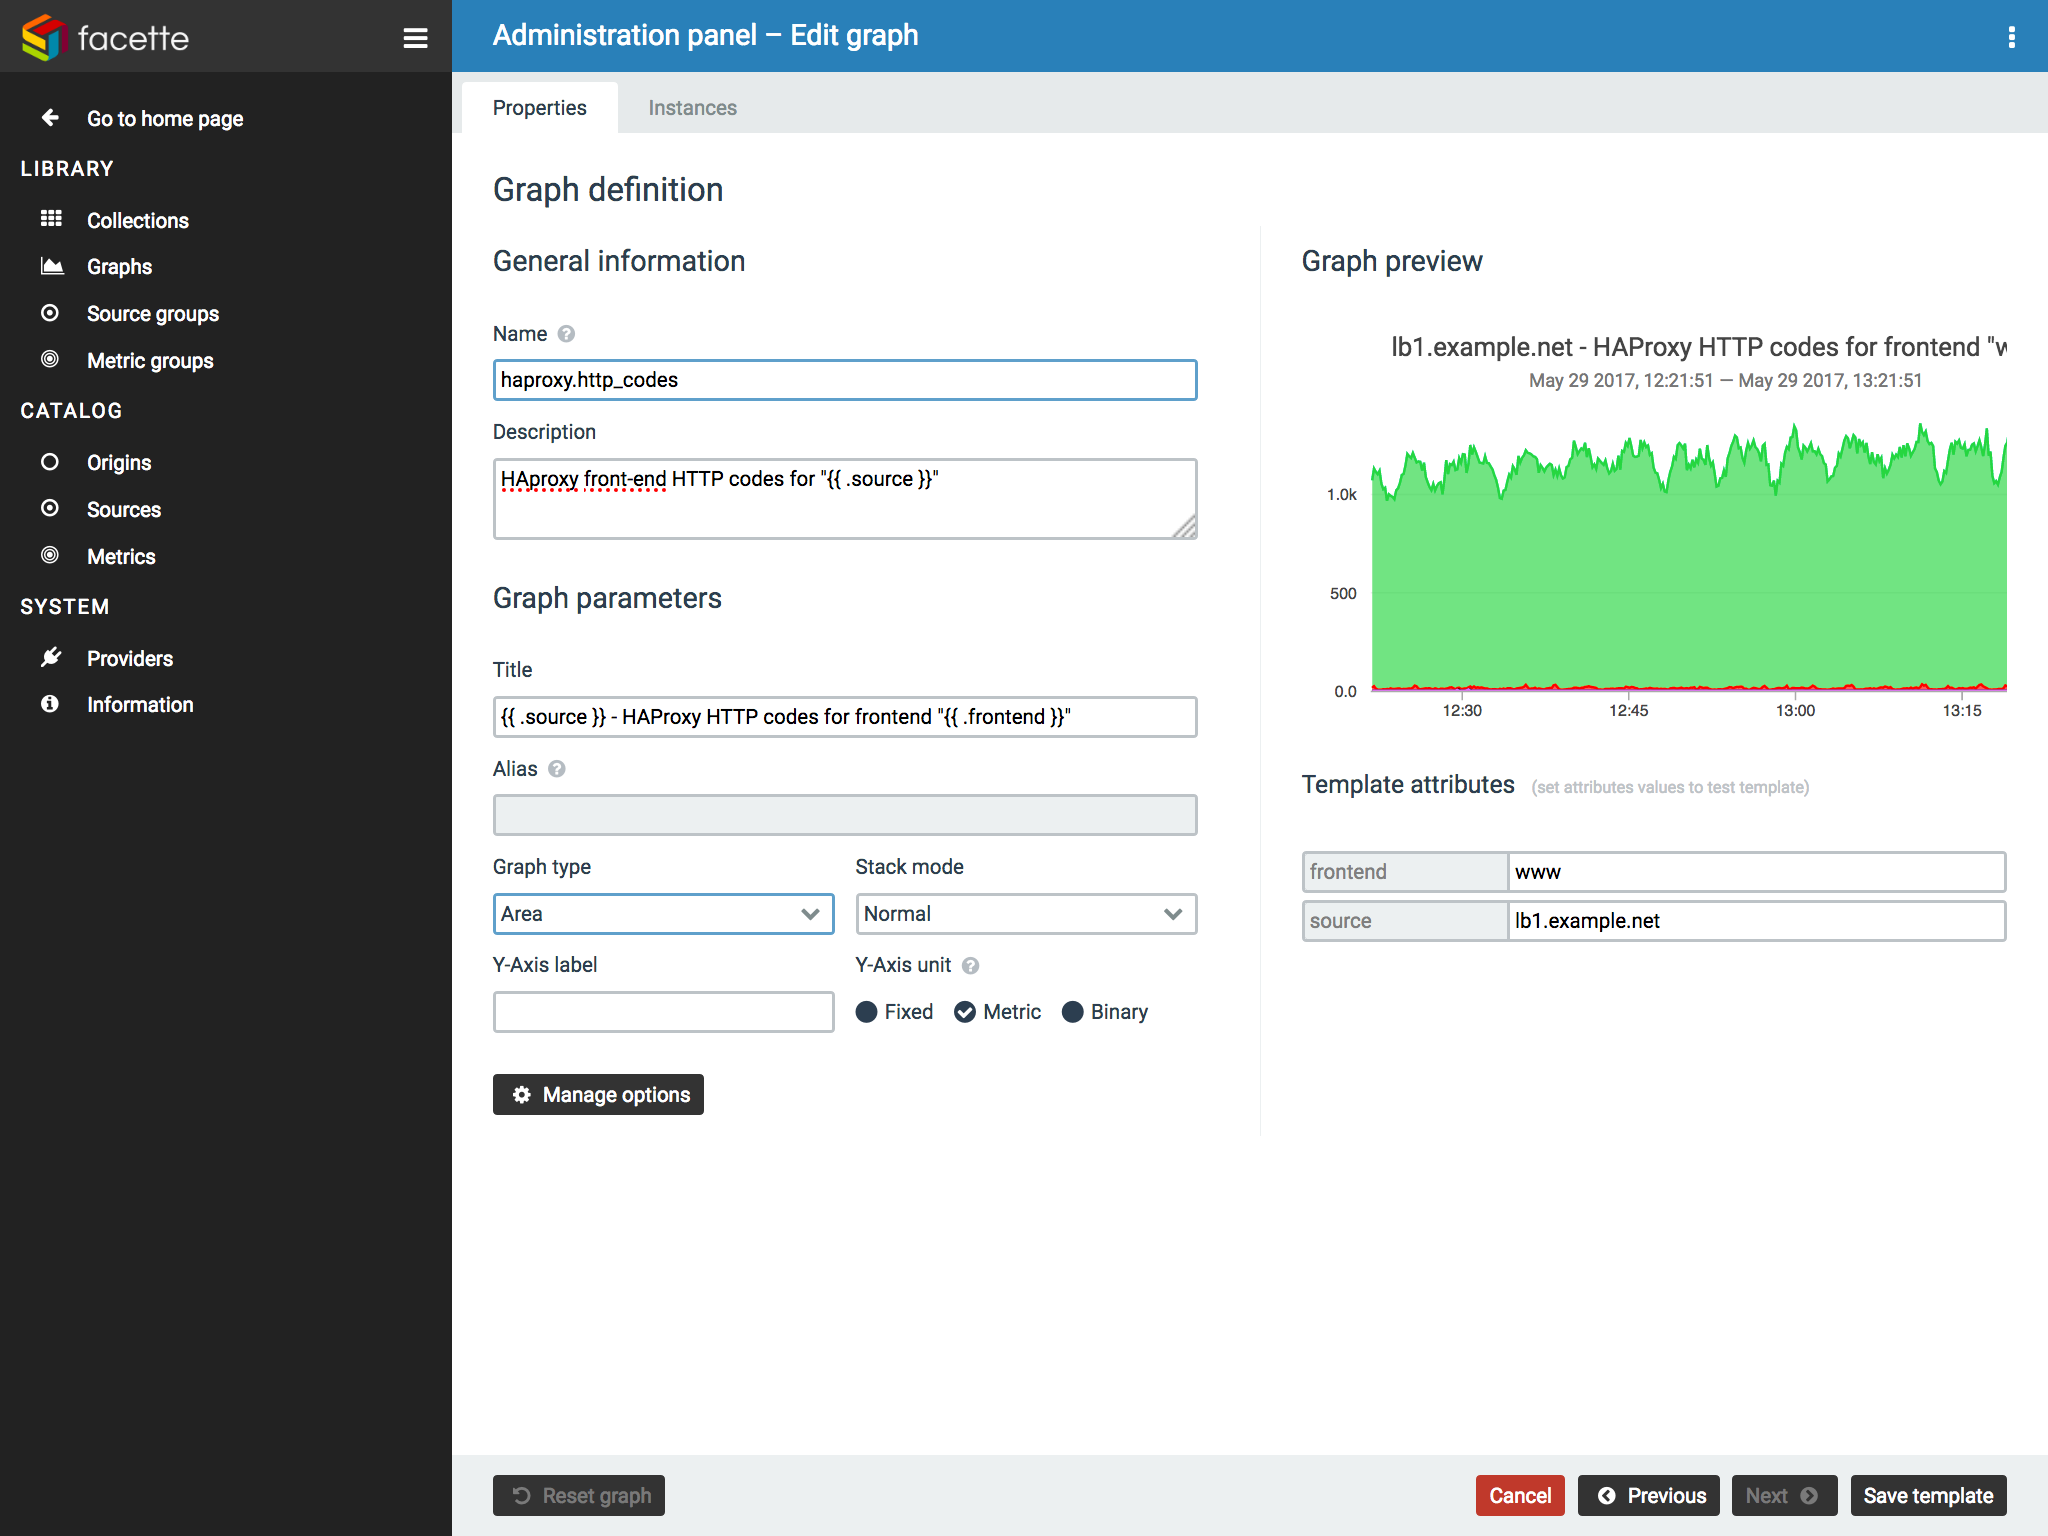 facette
Go to home page
LIBRARY
Collections
Graphs
Source groups
Metric groups
CATALOG
Origins
Sources
Metrics
SYSTEM
Providers
Information
Administration panel – Edit graph
Properties
Instances
Graph definition
General information
Name
haproxy.http_codes
Description
HAproxy front-end HTTP codes for "{{ .source }}"
Graph parameters
Title
{{ .source }} - HAProxy HTTP codes for frontend "{{ .frontend }}"
Alias
Graph type
Stack mode
Area
Normal
Y-Axis label
Y-Axis unit
Fixed
Metric
Binary
Manage options
Graph preview
lb1.example.net - HAProxy HTTP codes for frontend "w
May 29 2017, 12:21:51 — May 29 2017, 13:21:51
1.0k
500
0.0
12:30 12:45 13:00 13:15
Template attributes (set attributes values to test template)
frontend www
source lb1.example.net
Reset graph
Cancel
Previous
Next
Save template